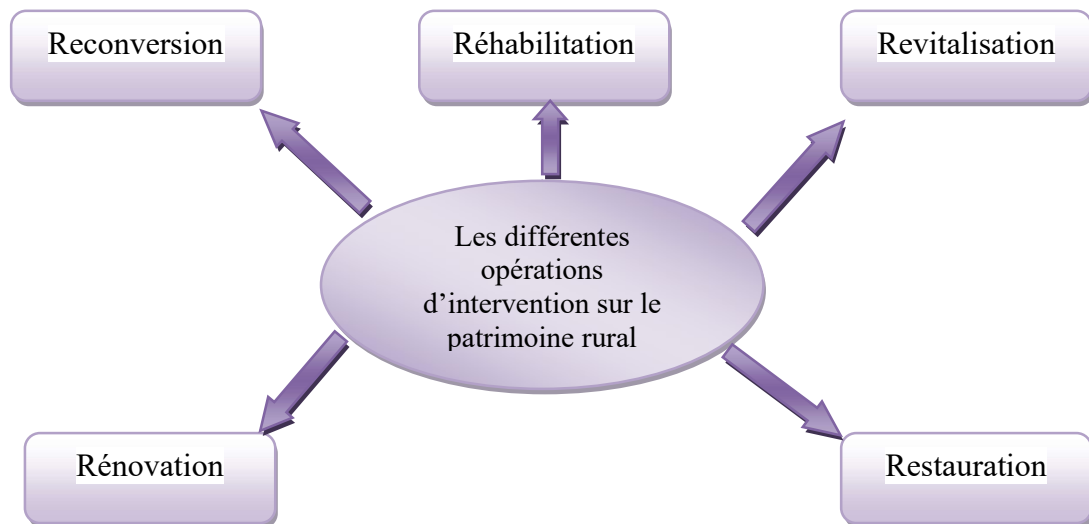 Reconversion
Réhabilitation
Revitalisation
Les différentes
opérations
d’intervention sur le
patrimoine rural
Rénovation
Restauration